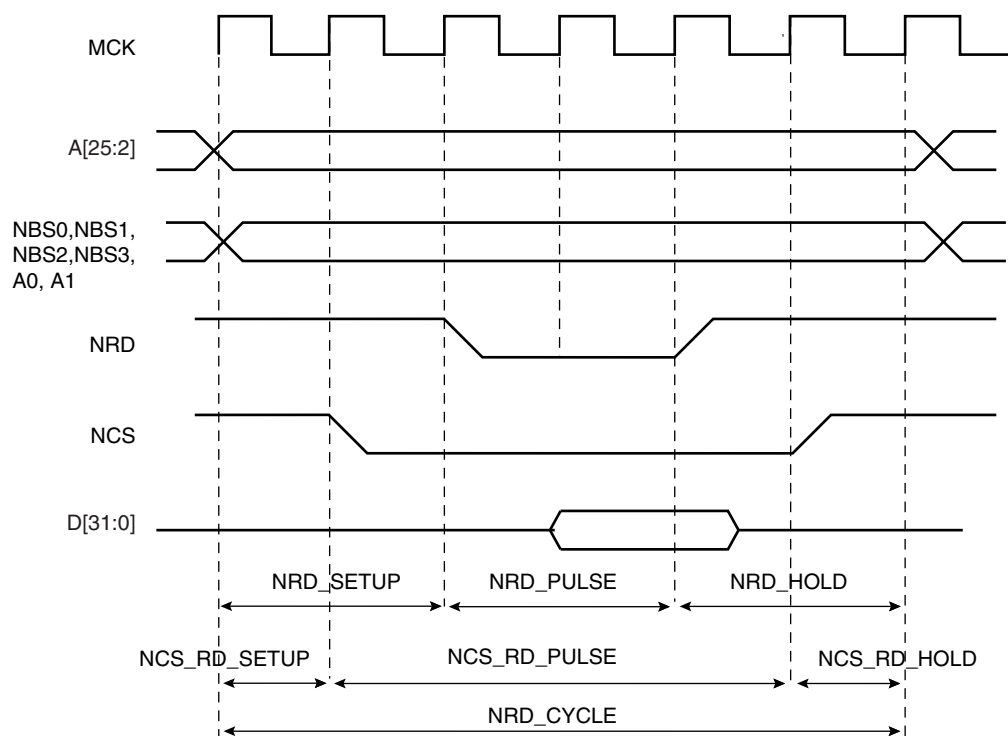 MCK
A[25:2]
NBS0,NBS1,
NBS2,NBS3,
A0, A1
NRD
NCS
D[31:0]
NRD_SETUP NRD_PULSE NRD_HOLD
NCS_RD_SETUP NCS_RD_PULSE NCS_RD_HOLD
NRD_CYCLE